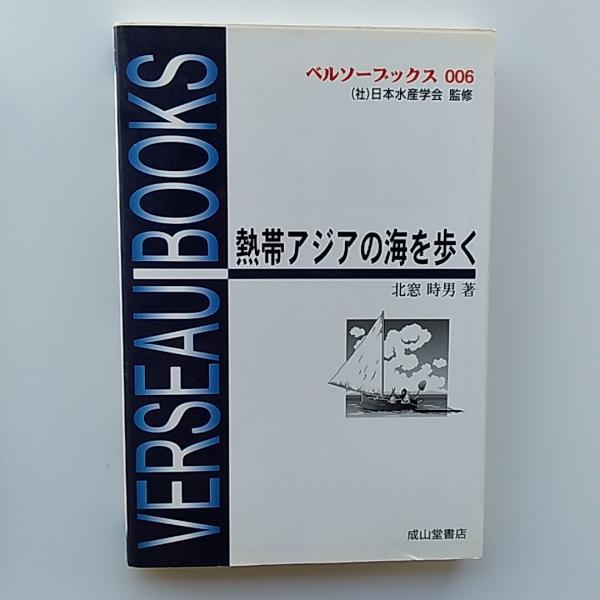 VERSEAU BOOKS
ベルソーブックス 006
(社)日本水産学会 監修
熱帯アジアの海を歩く
北窓 時男 著
成山堂書店